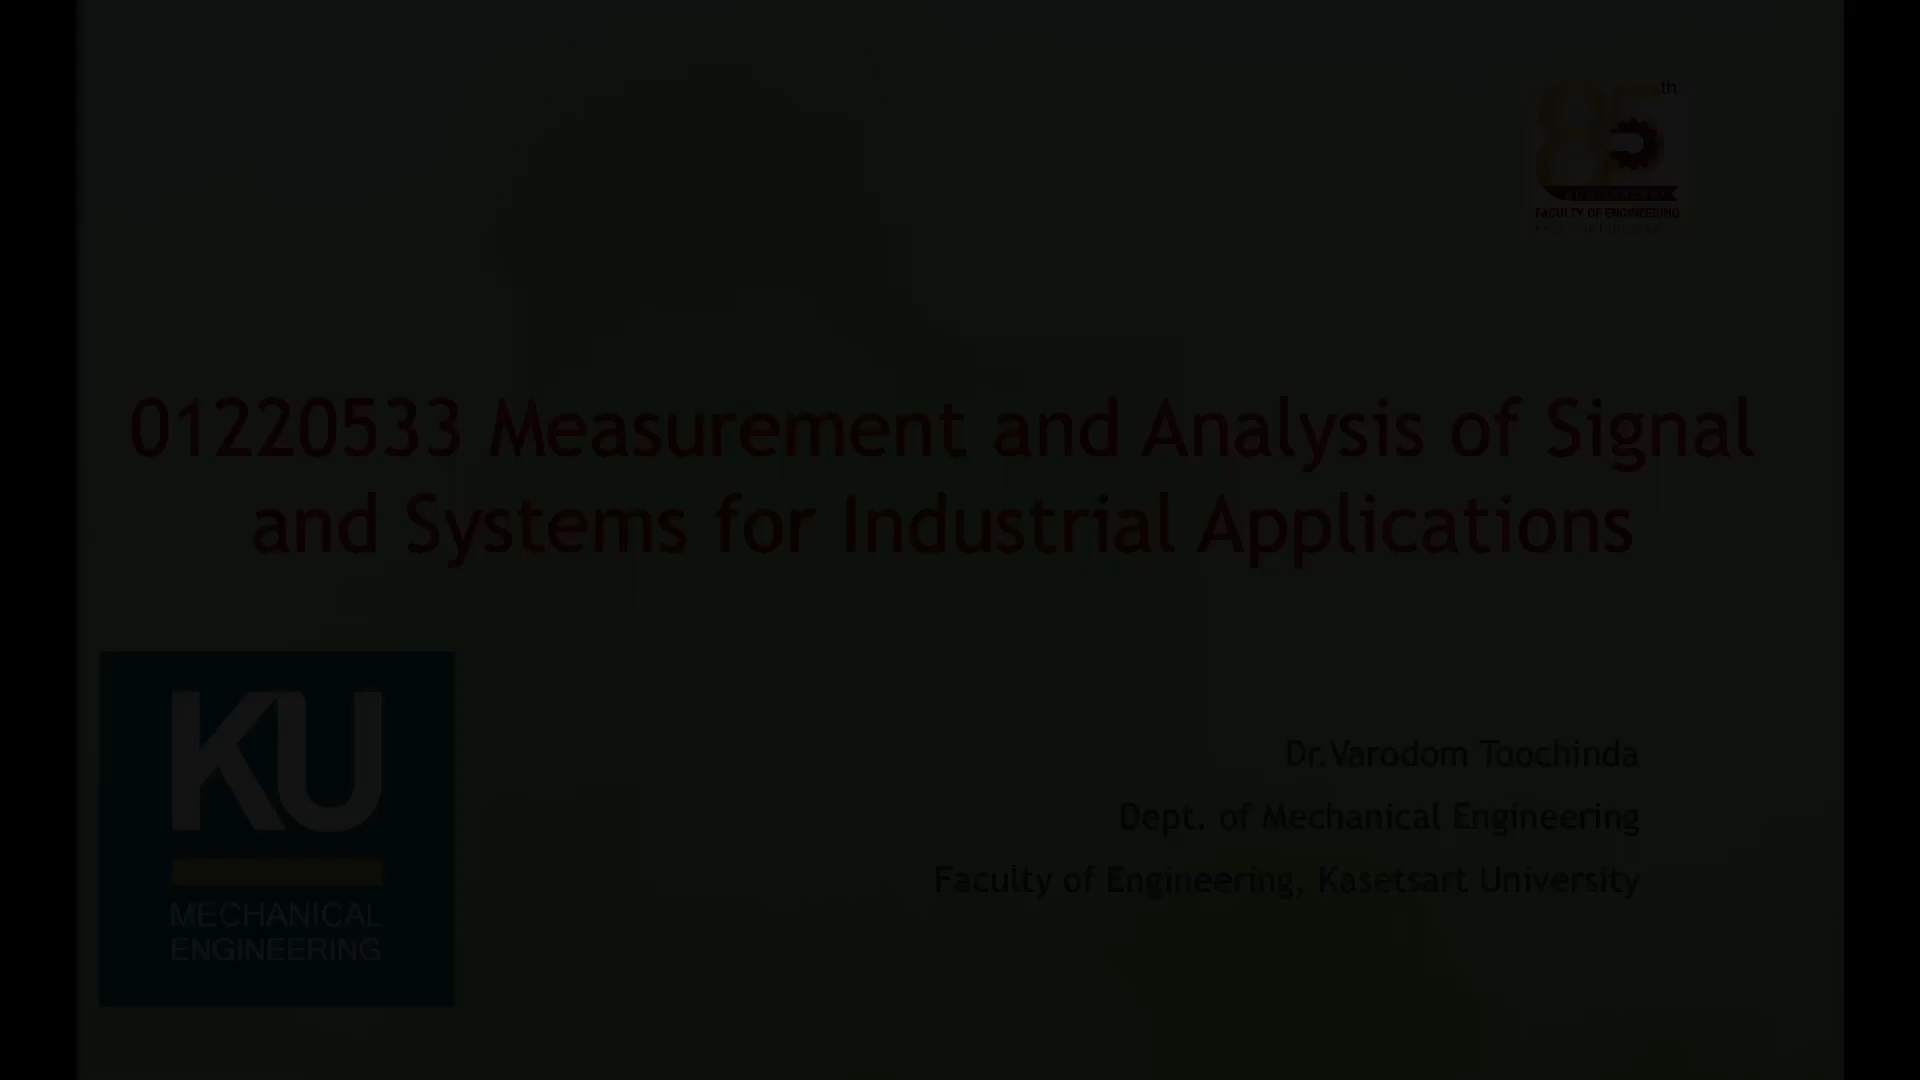 th
FACULTY OF ENGINEERING
01220533 Measurement and Analysis of Signal
and Systems for Industrial Applications
KU
MECHANICAL
ENGINEERING
Dr.Varodom Toochinda
Dept. of Mechanical Engineering
Faculty of Engineering, Kasetsart University